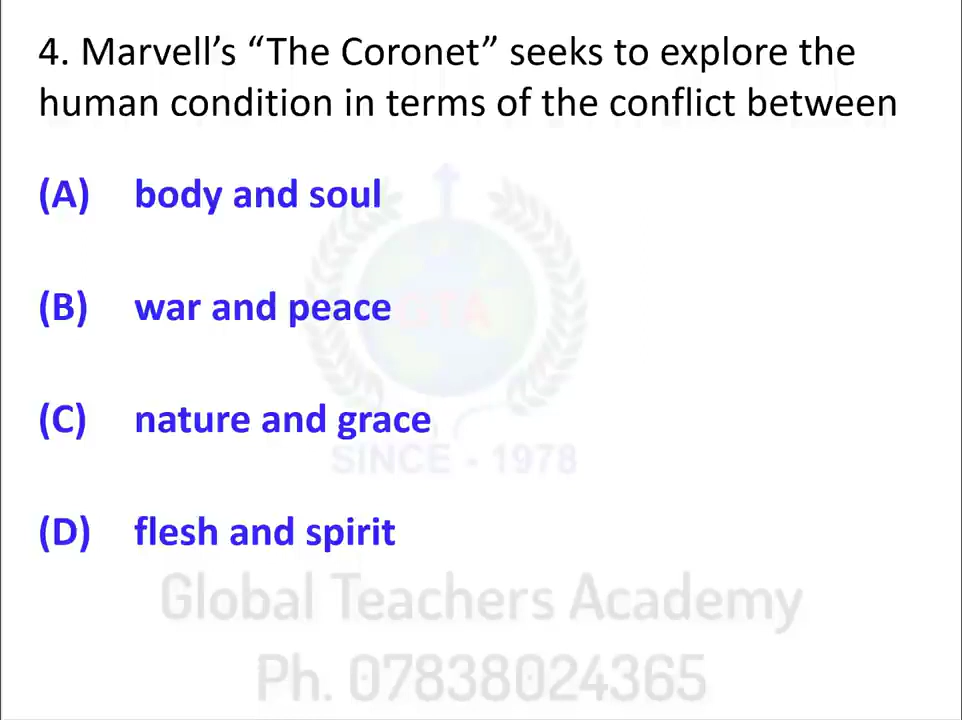 4. Marvell’s “The Coronet” seeks to explore the
human condition in terms of the conflict between
(A) body and soul
(B) war and peace
GTA
(C) nature and grace
SINCE - 1978
(D) flesh and spirit
Global Teachers Academy
Ph. 07838024365